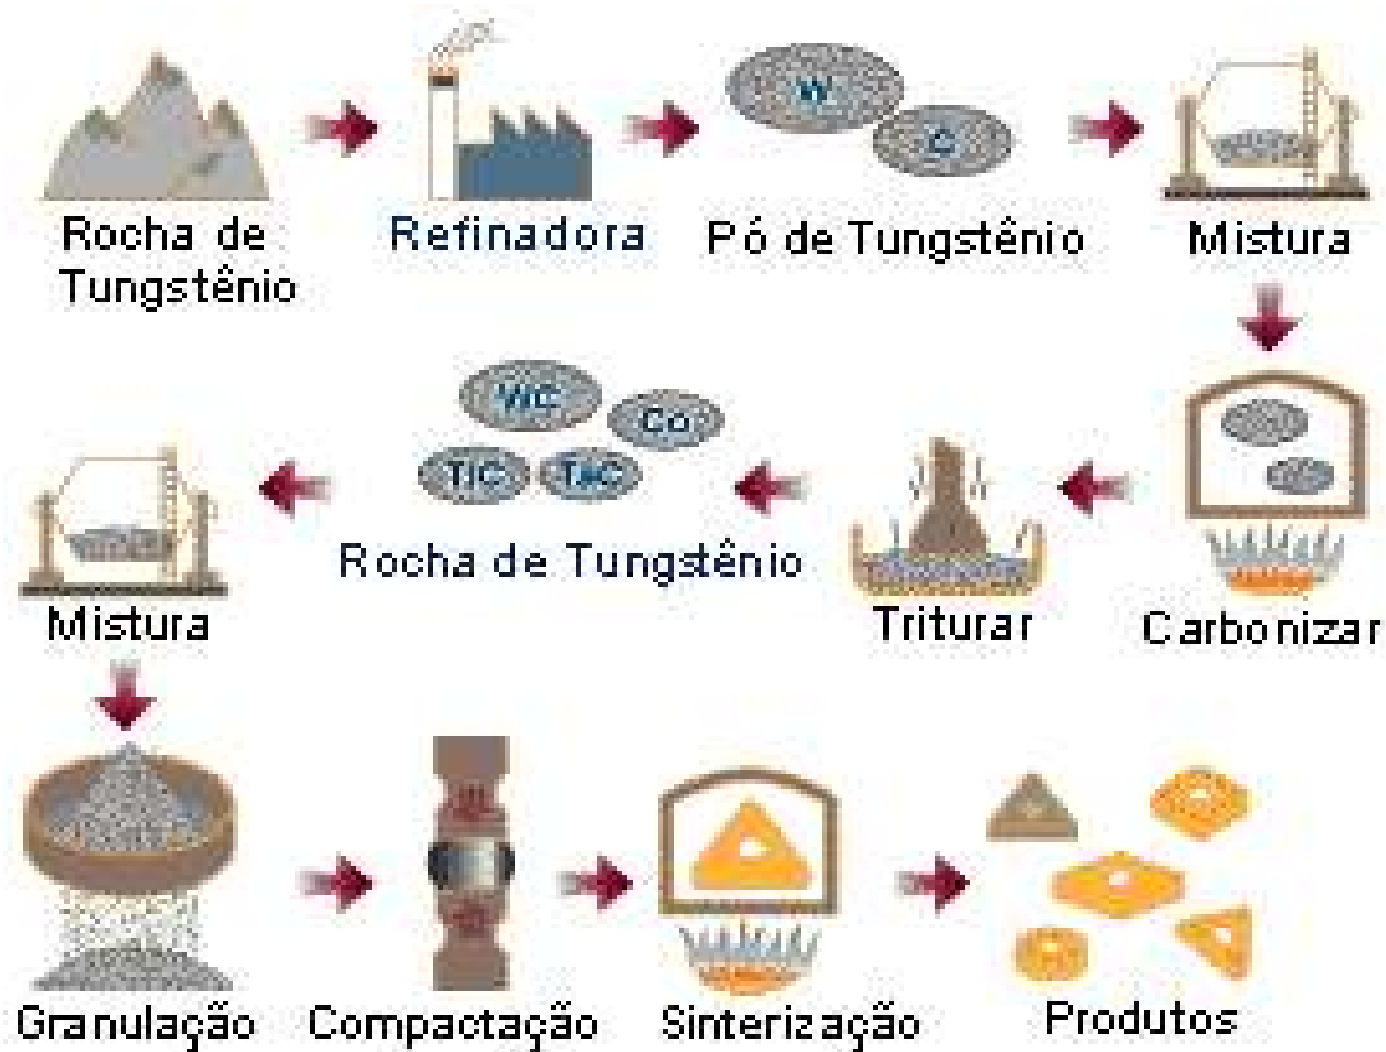 W
C
Rocha de
Tungstênio
Refinadora
Pó de Tungstênio
Mistura
WC
Co
TiC
TaC
Rocha de Tungstênio
Mistura
Triturar
Carbonizar
Granulação
Compactação
Sinterização
Produtos